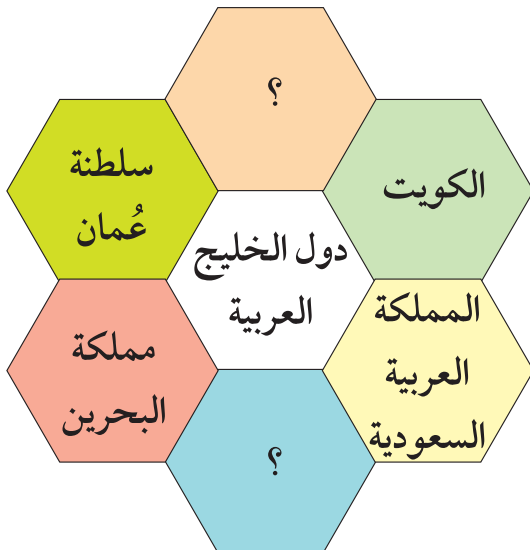 ؟
الكويت
سلطنة
عُمان
دول الخليج
العربية
المملكة
العربية
السعودية
مملكة
البحرين
؟